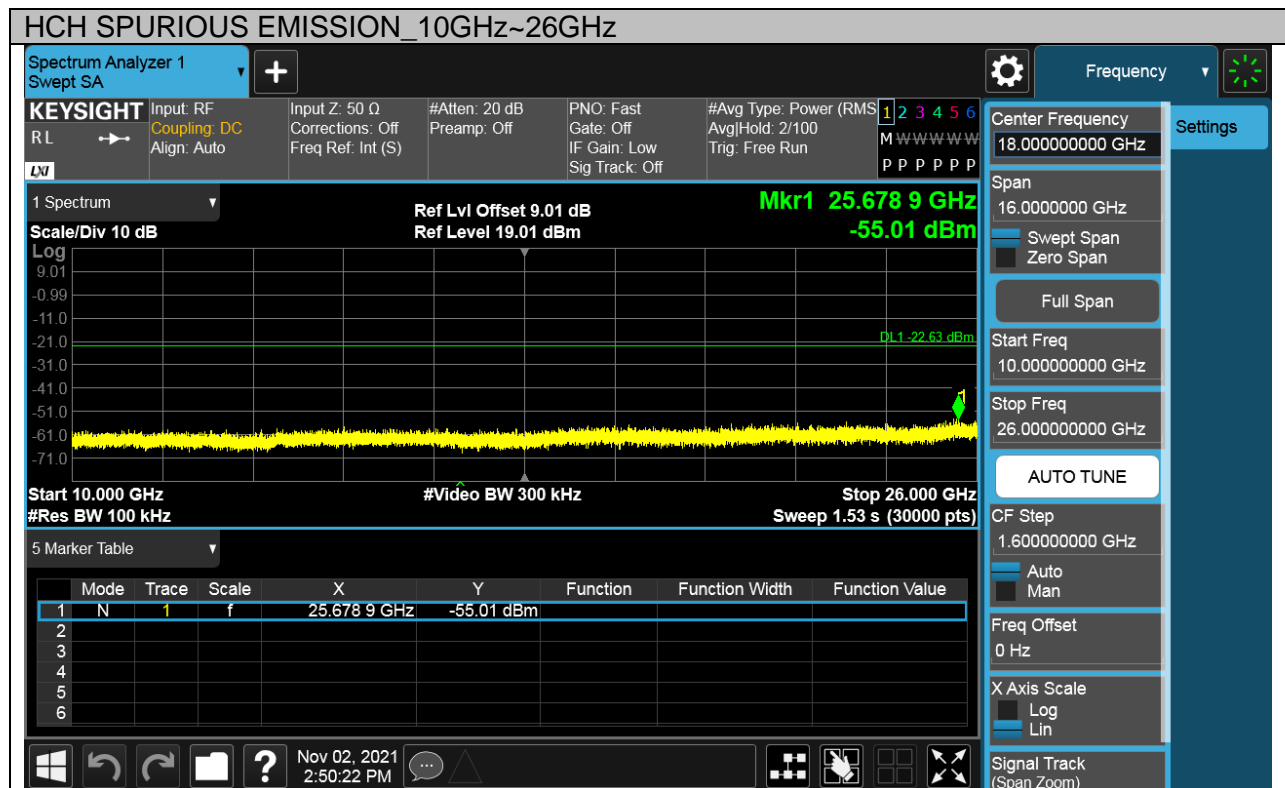 HCH SPURIOUS EMISSION_10GHz~26GHz
Spectrum Analyzer 1
Swept SA
+
Frequency
KEYSIGHT
RL
LXI
Input: RF
Coupling: DC
Align: Auto
Input Z: 50 Ω
Corrections: Off
Freq Ref: Int (S)
#Atten: 20 dB
Preamp: Off
PNO: Fast
Gate: Off
IF Gain: Low
Sig Track: Off
#Avg Type: Power (RMS
Avg|Hold: 2/100
Trig: Free Run
1 2 3 4 5 6
M W W W W W
P P P P P P
1 Spectrum
Scale/Div 10 dB
Ref Lvl Offset 9.01 dB
Ref Level 19.01 dBm
Mkr1 25.678 9 GHz
-55.01 dBm
Log
9.01
-0.99
-11.0
-21.0
-31.0
-41.0
-51.0
-61.0
-71.0
DL1 -22.63 dBm
1
Start 10.000 GHz
#Res BW 100 kHz
#Video BW 300 kHz
Stop 26.000 GHz
Sweep 1.53 s (30000 pts)
5 Marker Table
Mode Trace Scale X Y Function Function Width Function Value
1 N 1 f 25.678 9 GHz -55.01 dBm
2
3
4
5
6
?
Nov 02, 2021
2:50:22 PM
Center Frequency
18.000000000 GHz
Settings
Span
16.0000000 GHz
Swept Span
Zero Span
Full Span
Start Freq
10.000000000 GHz
Stop Freq
26.000000000 GHz
AUTO TUNE
CF Step
1.600000000 GHz
Auto
Man
Freq Offset
0 Hz
X Axis Scale
Log
Lin
Signal Track
(Span Zoom)